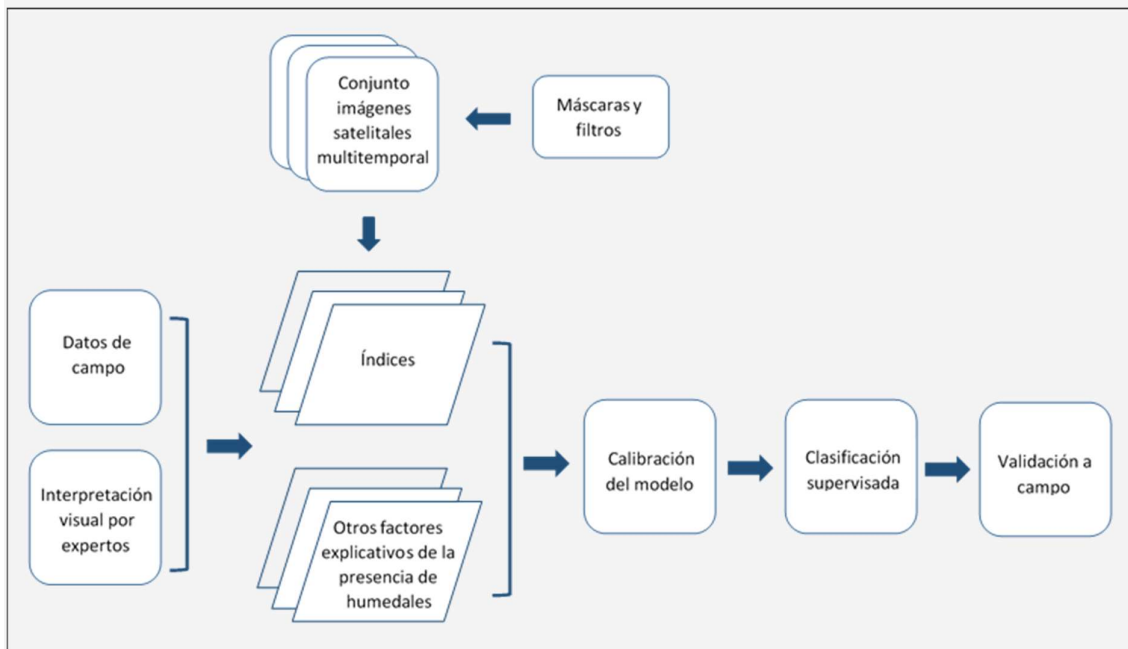 Conjunto
imágenes
satelitales
multitemporal
Máscaras y
filtros
Datos de
campo
Interpretación
visual por
expertos
Índices
Otros factores
explicativos de la
presencia de
humedales
Calibración
del modelo
Clasificación
supervisada
Validación a
campo